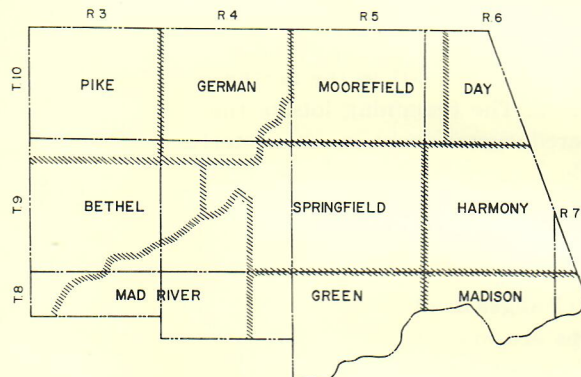 R 3 R 4 R 5 R 6
T.10 PIKE GERMAN MOOREFIELD DAY
T.9 BETHEL SPRINGFIELD HARMONY R 7
T.8 MAD RIVER GREEN MADISON